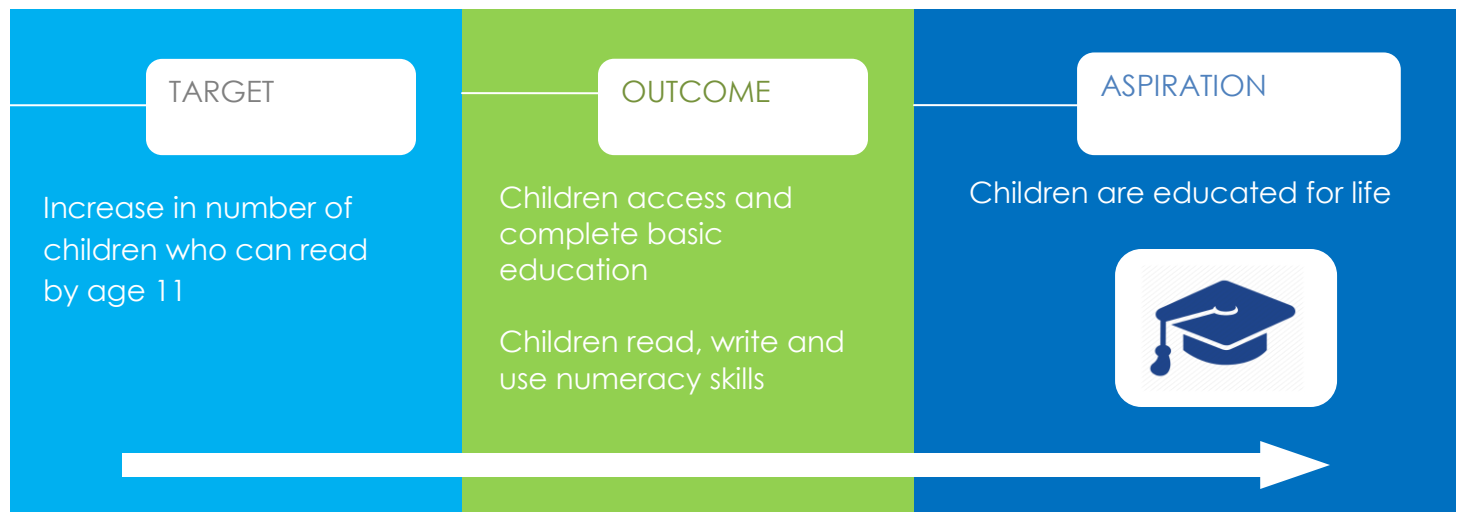 TARGET
Increase in number of
children who can read
by age 11
OUTCOME
Children access and
complete basic
education
Children read, write and
use numeracy skills
ASPIRATION
Children are educated for life